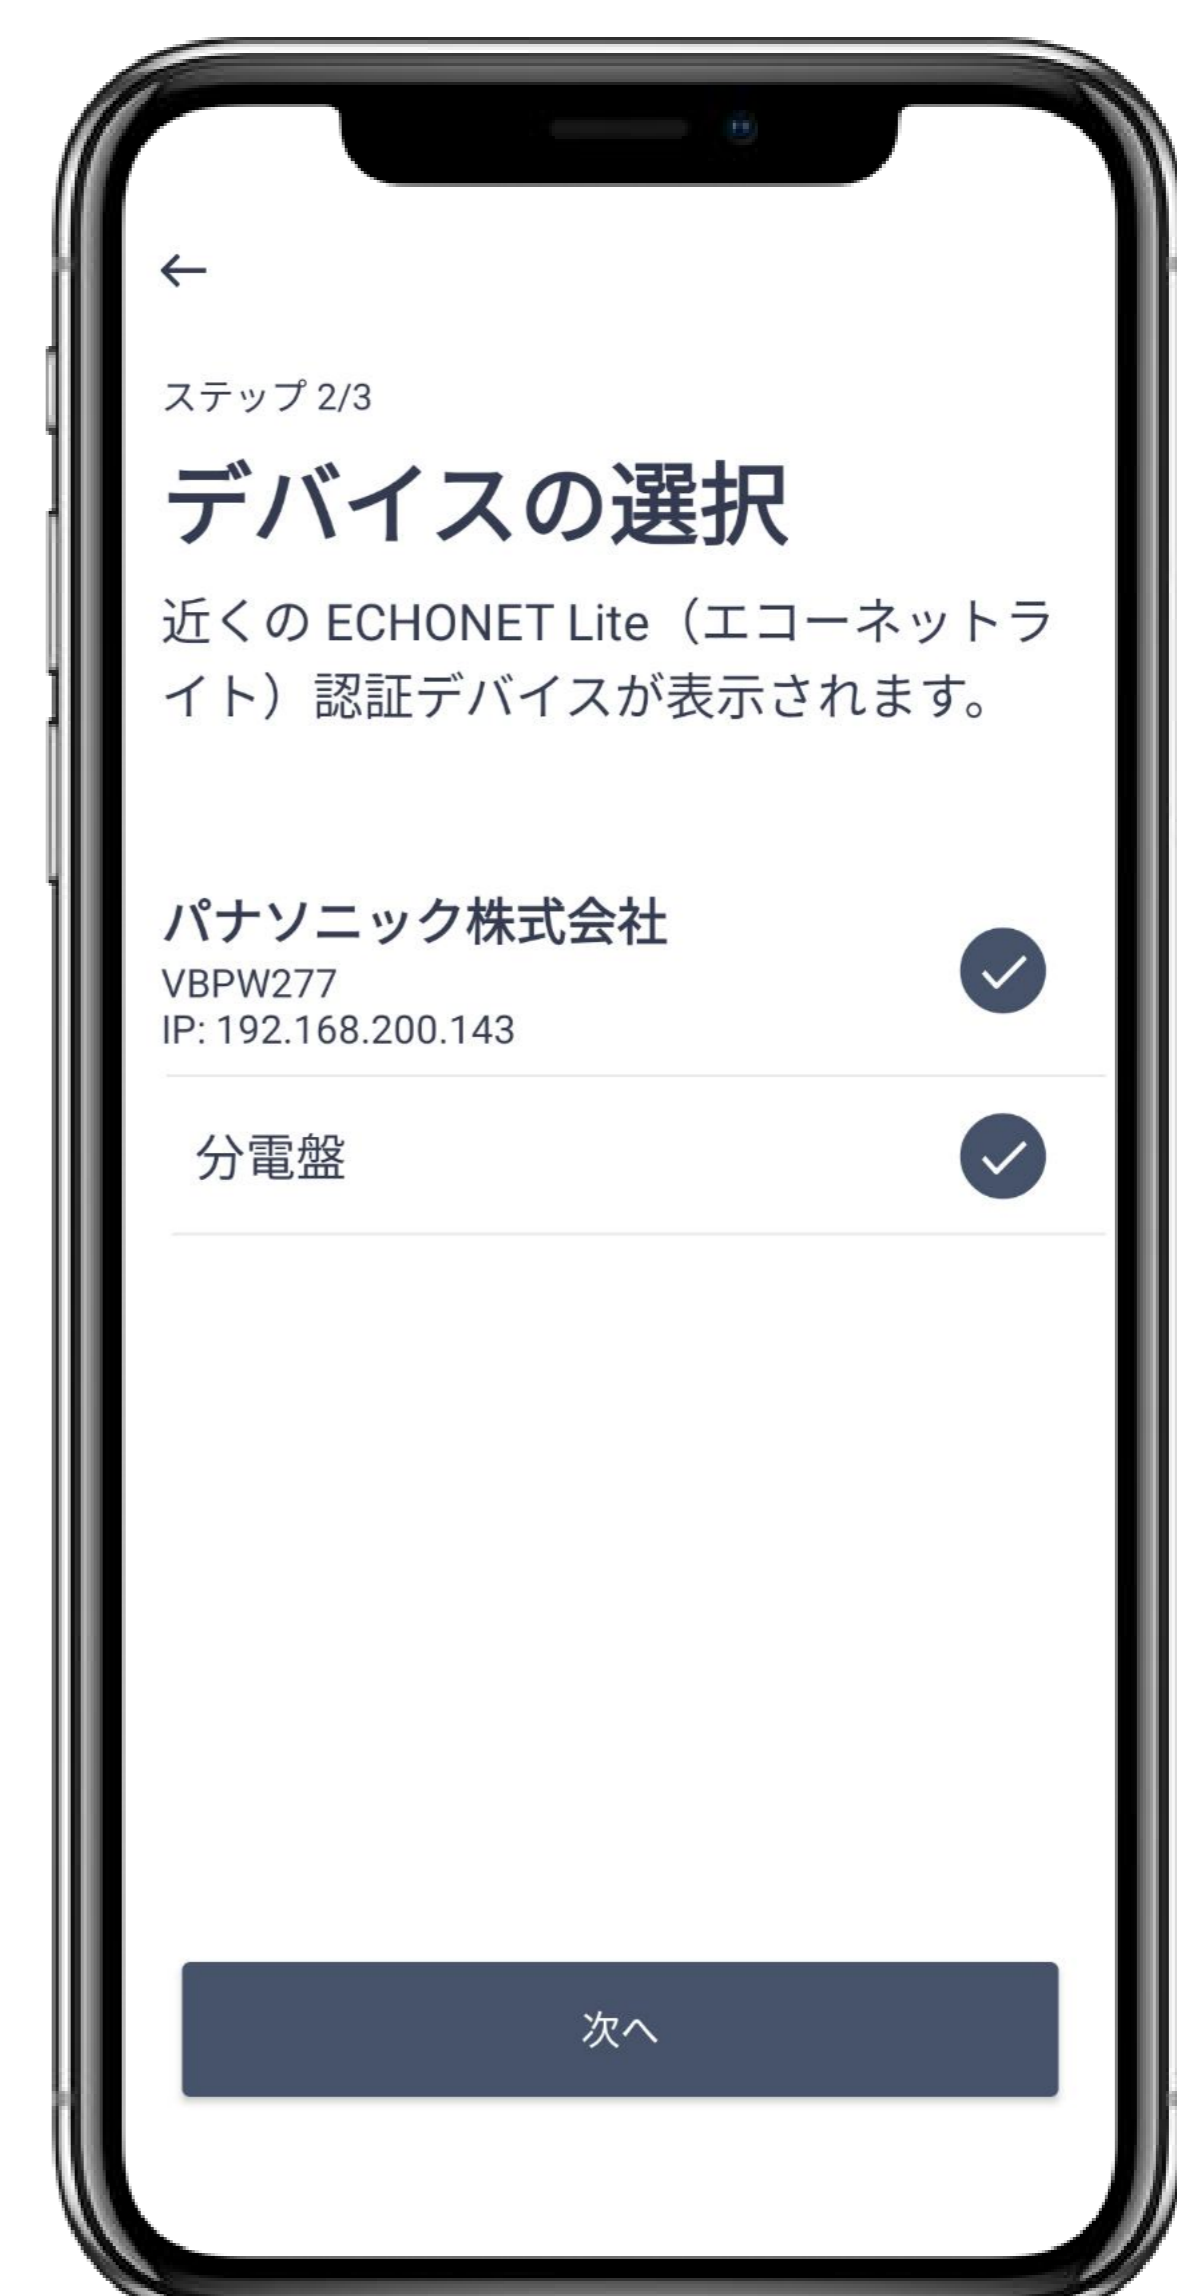 ステップ 2/3
デバイスの選択
近くの ECHONET Lite（エコーネットラ
イト）認証デバイスが表示されます。
パナソニック株式会社
VBPW277
IP: 192.168.200.143
分電盤
次へ